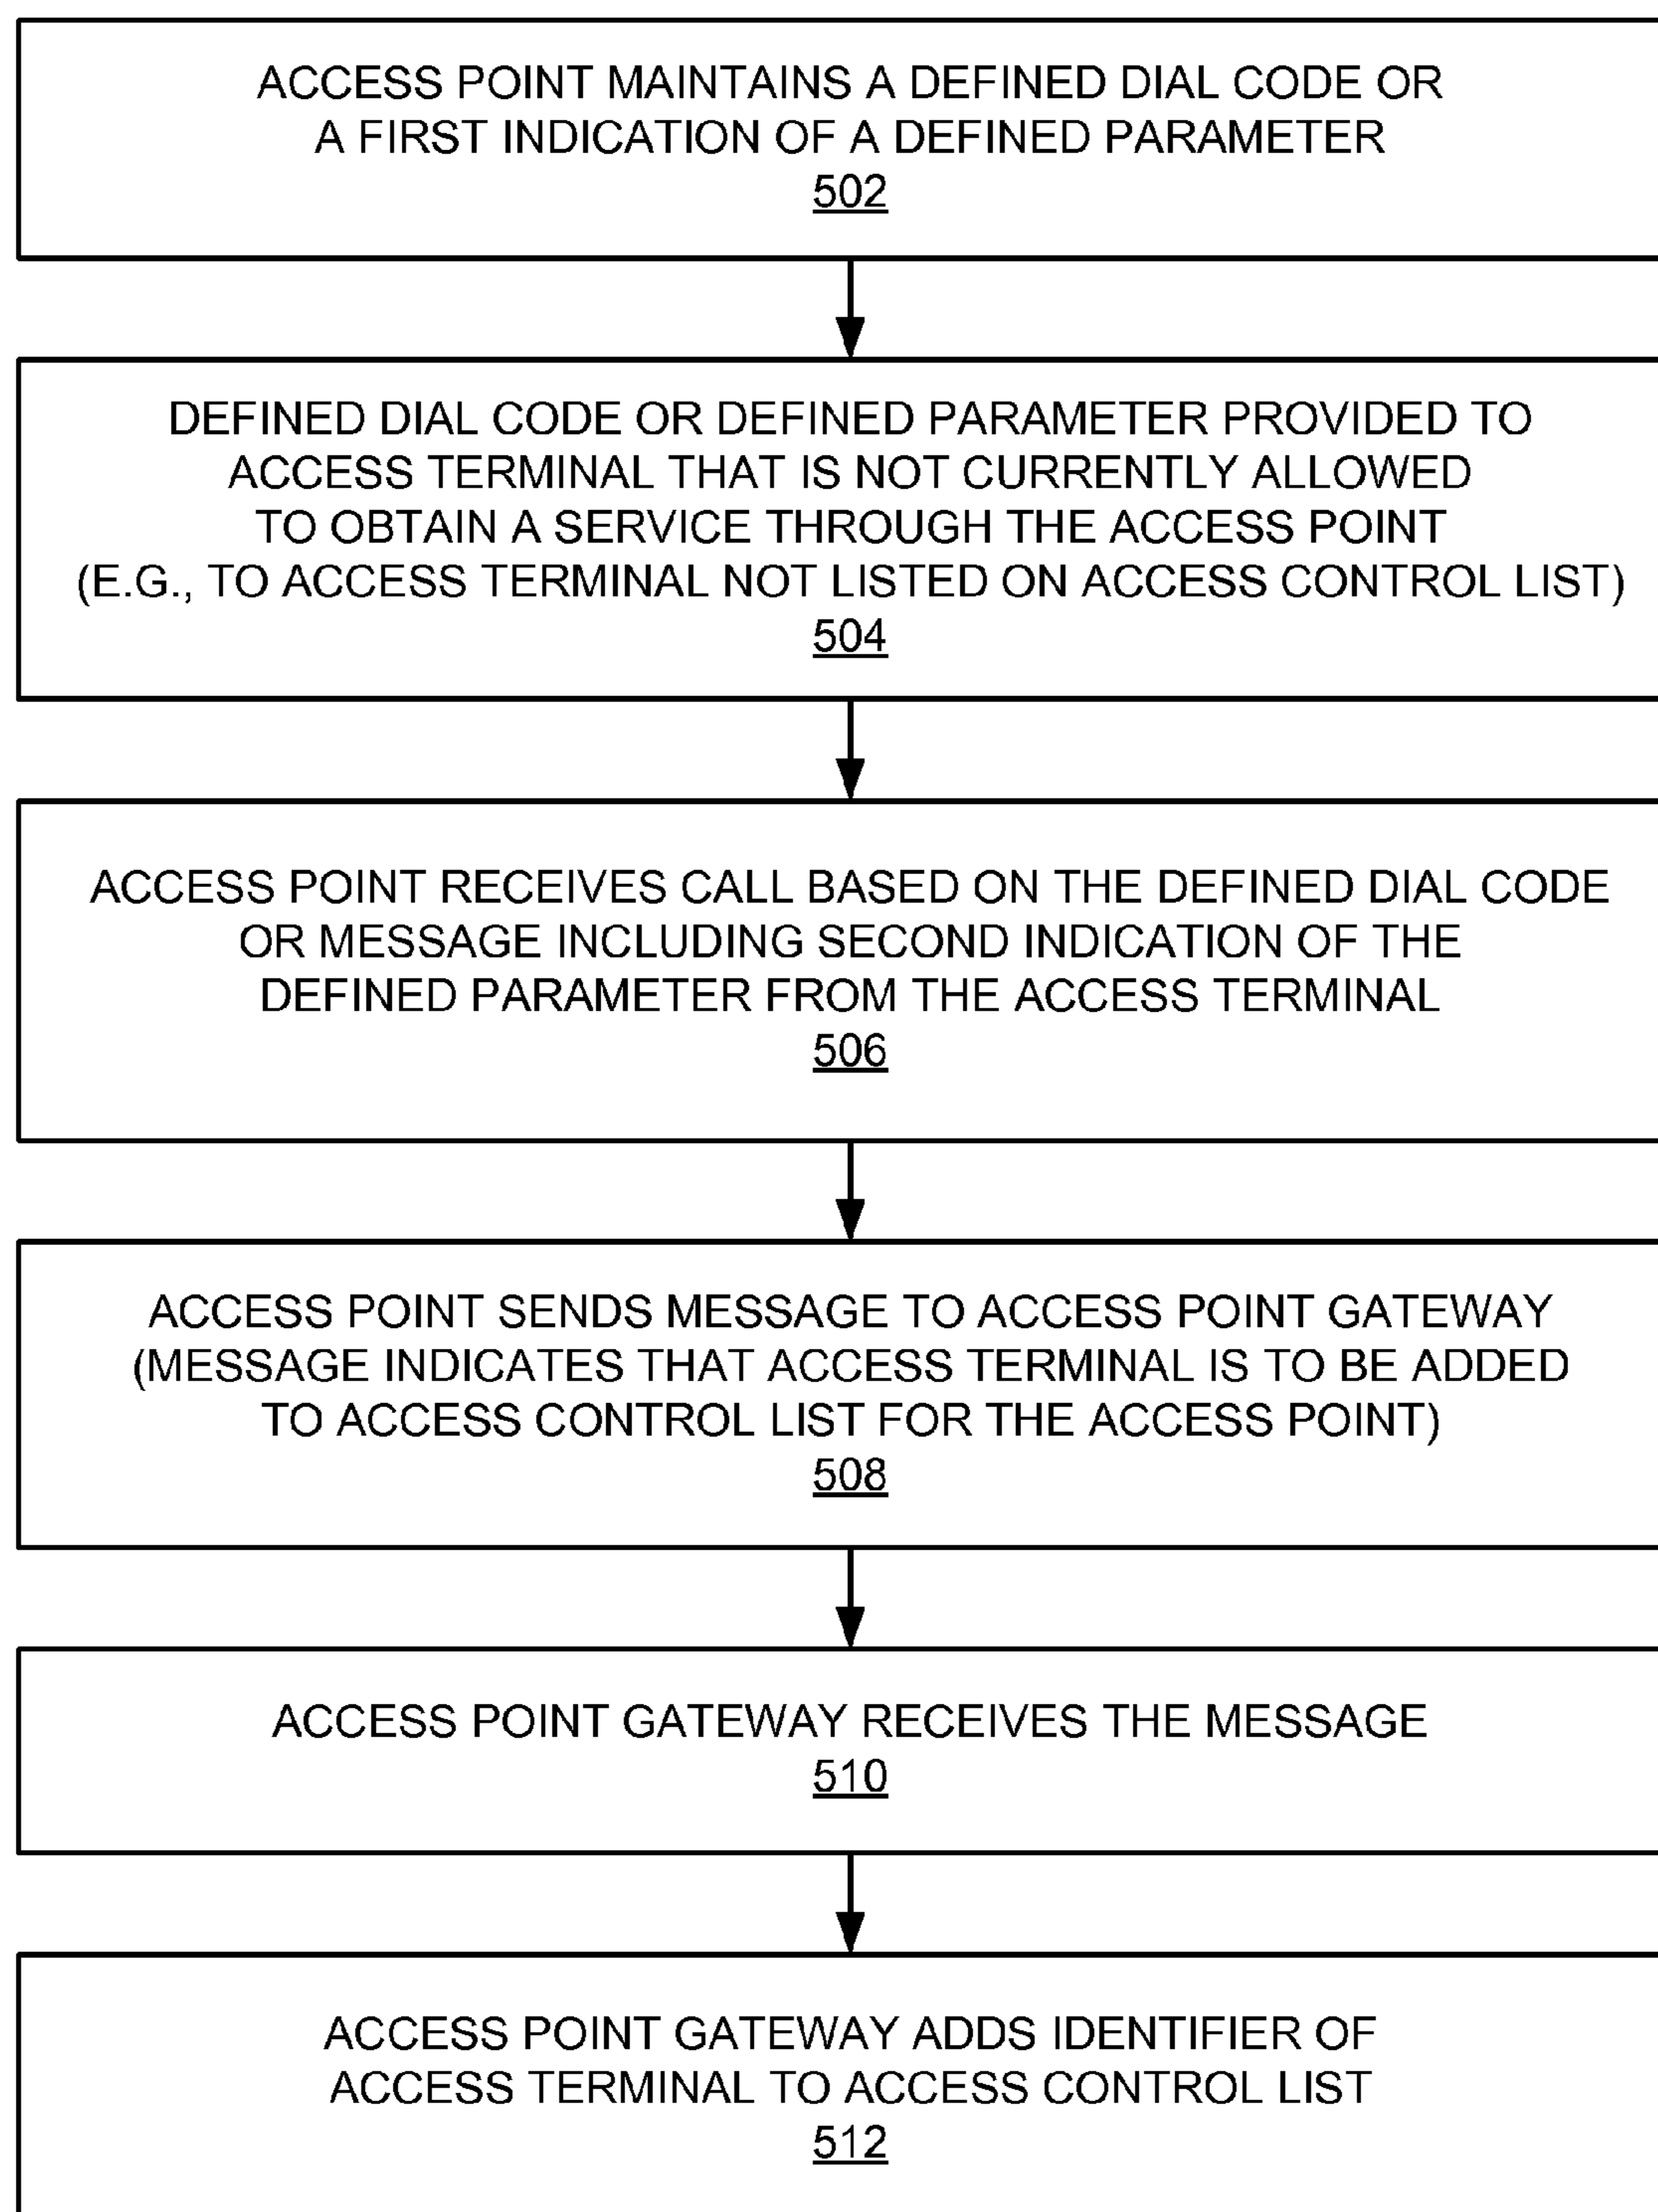 ACCESS POINT MAINTAINS A DEFINED DIAL CODE OR
A FIRST INDICATION OF A DEFINED PARAMETER
502
DEFINED DIAL CODE OR DEFINED PARAMETER PROVIDED TO
ACCESS TERMINAL THAT IS NOT CURRENTLY ALLOWED
TO OBTAIN A SERVICE THROUGH THE ACCESS POINT
(E.G., TO ACCESS TERMINAL NOT LISTED ON ACCESS CONTROL LIST)
504
ACCESS POINT RECEIVES CALL BASED ON THE DEFINED DIAL CODE
OR MESSAGE INCLUDING SECOND INDICATION OF THE
DEFINED PARAMETER FROM THE ACCESS TERMINAL
506
ACCESS POINT SENDS MESSAGE TO ACCESS POINT GATEWAY
(MESSAGE INDICATES THAT ACCESS TERMINAL IS TO BE ADDED
TO ACCESS CONTROL LIST FOR THE ACCESS POINT)
508
ACCESS POINT GATEWAY RECEIVES THE MESSAGE
510
ACCESS POINT GATEWAY ADDS IDENTIFIER OF
ACCESS TERMINAL TO ACCESS CONTROL LIST
512